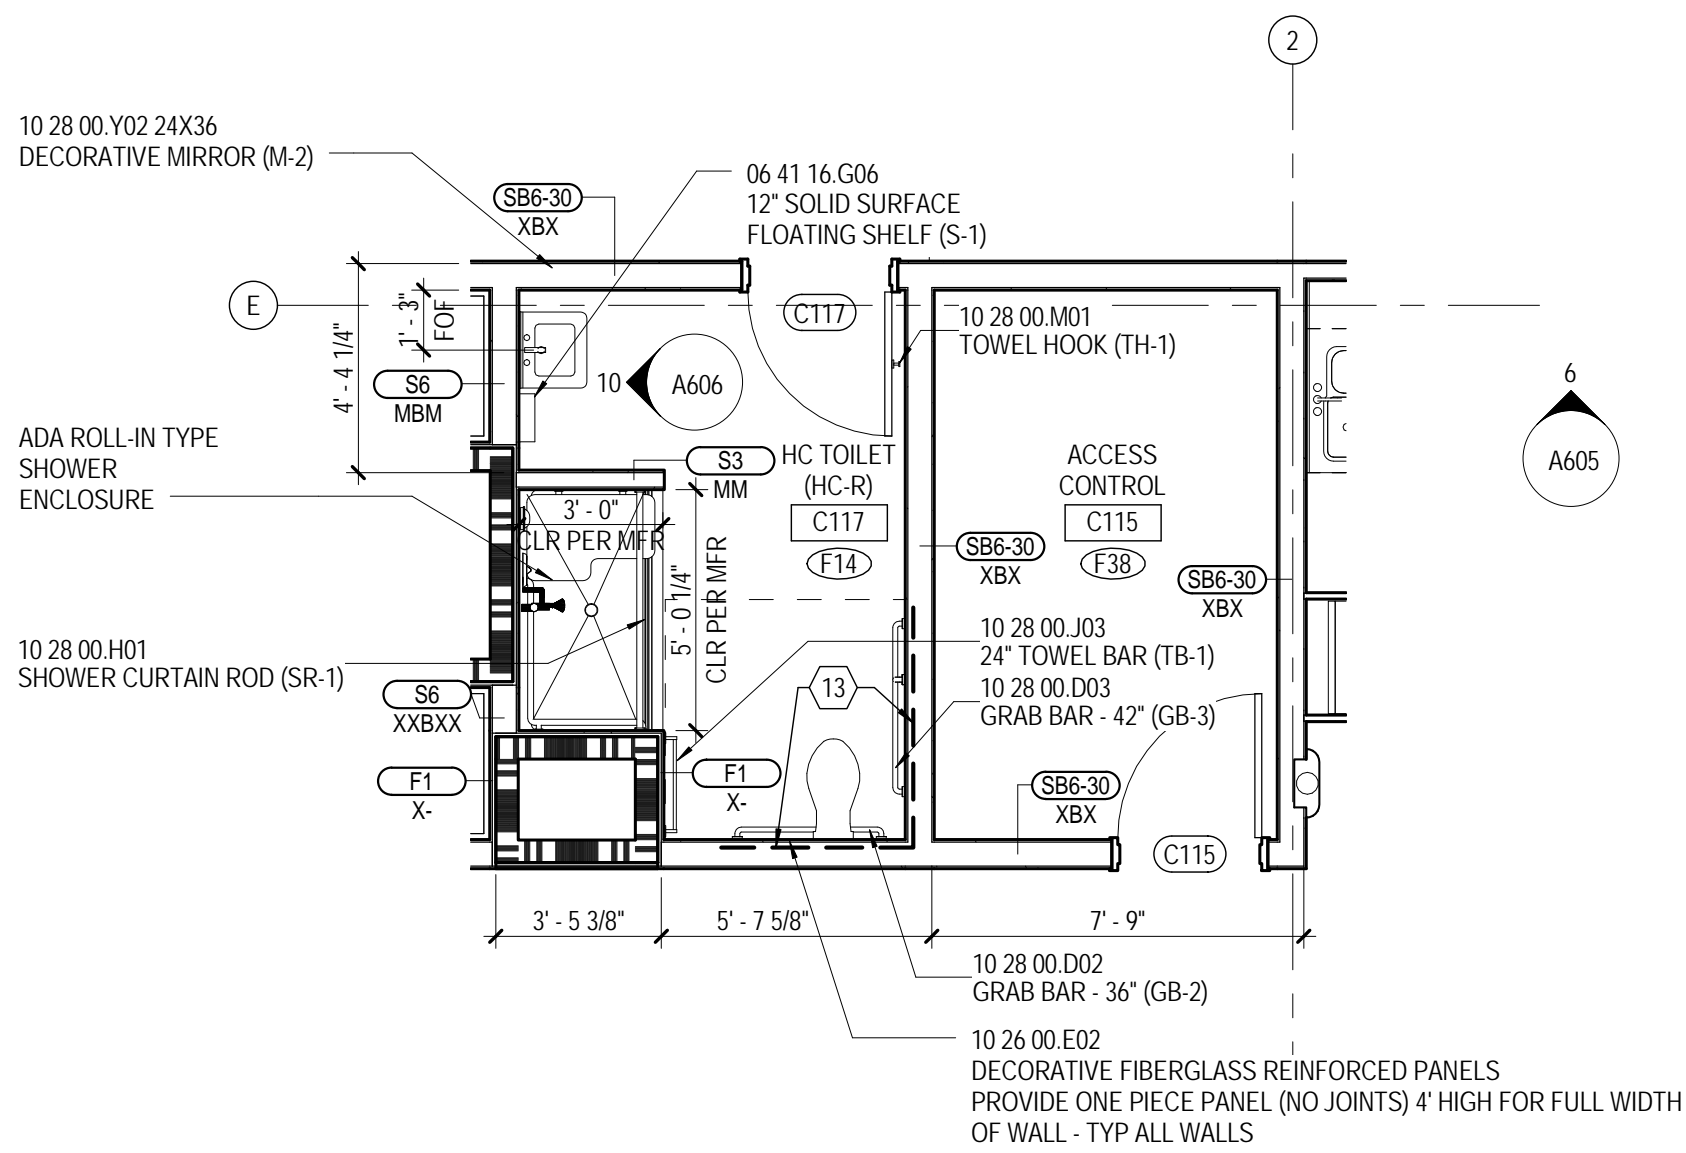 2
10 28 00.Y02 24X36
DECORATIVE MIRROR (M-2)
SB6-30
XBX
06 41 16.G06
12" SOLID SURFACE
FLOATING SHELF (S-1)
E
1' - 3"
FOF
4' - 4 1/4"
C117
10 28 00.M01
TOWEL HOOK (TH-1)
S6
MBM
10
A606
6
A605
ADA ROLL-IN TYPE
SHOWER
ENCLOSURE
S3
MM
HC TOILET
(HC-R)
C117
F14
ACCESS
CONTROL
C115
F38
3' - 0"
CLR PER MFR
5' - 0 1/4"
CLR PER MFR
SB6-30
XBX
SB6-30
XBX
10 28 00.H01
SHOWER CURTAIN ROD (SR-1)
10 28 00.J03
24" TOWEL BAR (TB-1)
10 28 00.D03
GRAB BAR - 42" (GB-3)
13
S6
XXBXX
F1
X-
F1
X-
SB6-30
XBX
C115
3' - 5 3/8"
5' - 7 5/8"
7' - 9"
10 28 00.D02
GRAB BAR - 36" (GB-2)
10 26 00.E02
DECORATIVE FIBERGLASS REINFORCED PANELS
PROVIDE ONE PIECE PANEL (NO JOINTS) 4' HIGH FOR FULL WIDTH
OF WALL - TYP ALL WALLS